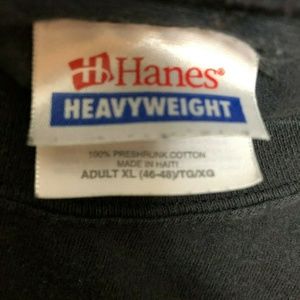 Hanes®
HEAVYWEIGHT
100% PRESHRUNK COTTON
MADE IN HAITI
ADULT XL (46-48)/TG/XG